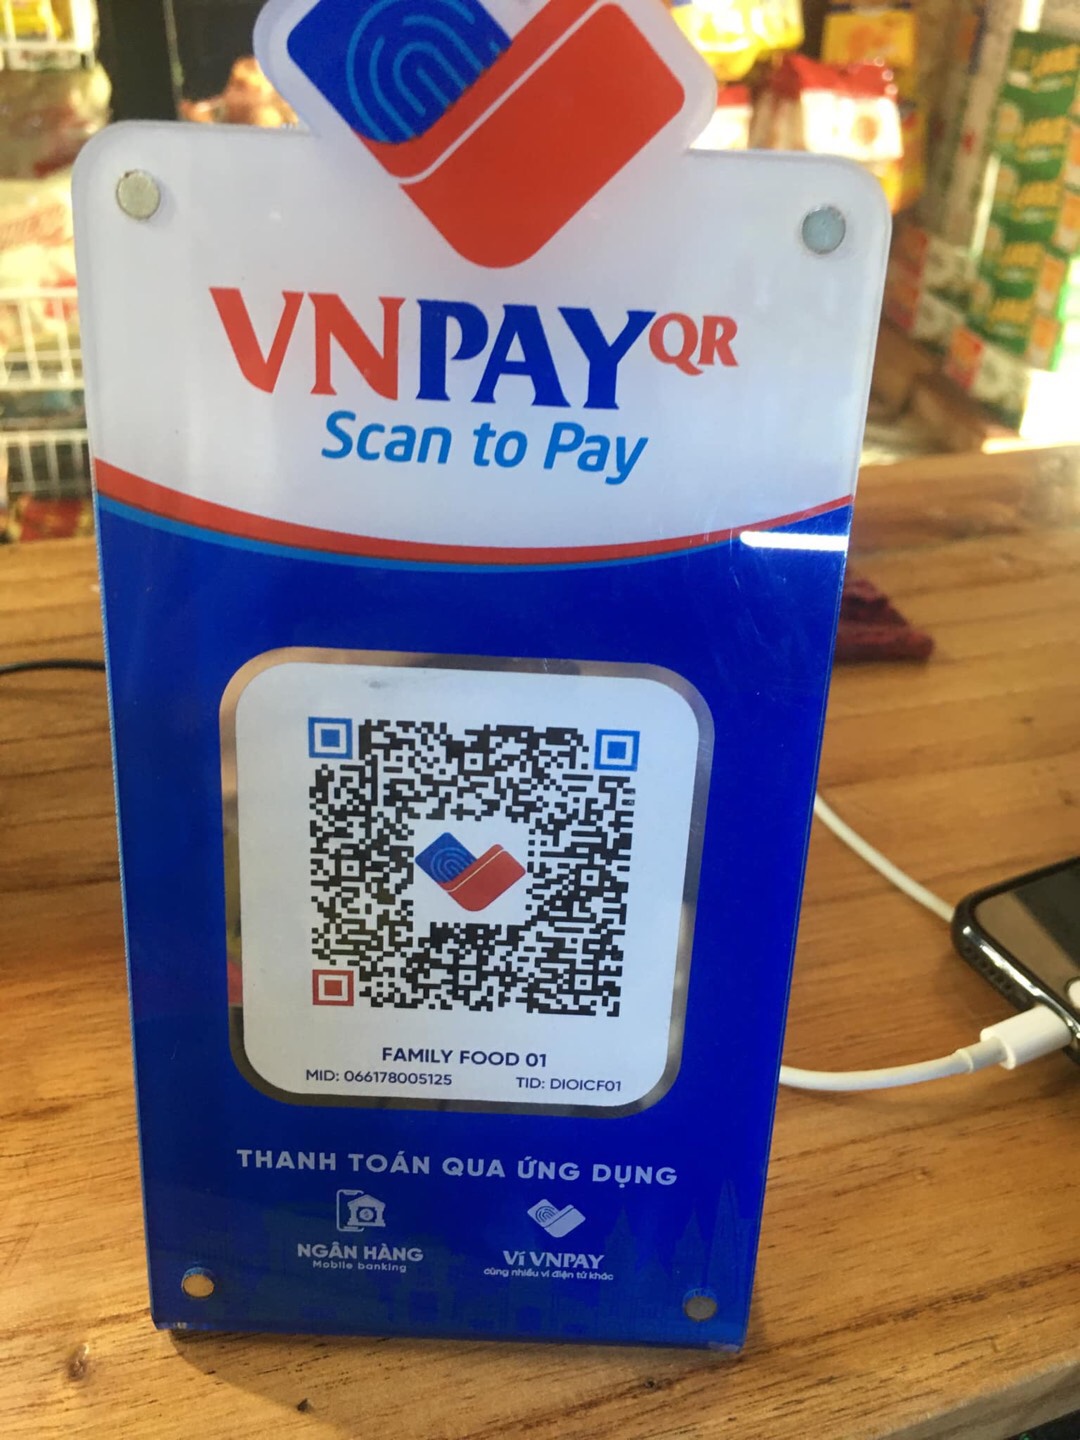 VNPAYQR
Scan to Pay
FAMILY FOOD 01
MID: 066178005125 TID: DIOICF01
THANH TOÁN QUA ỨNG DỤNG
NGÂN HÀNG
Mobile banking
Ví VNPAY
cùng nhiều ví điện tử khác